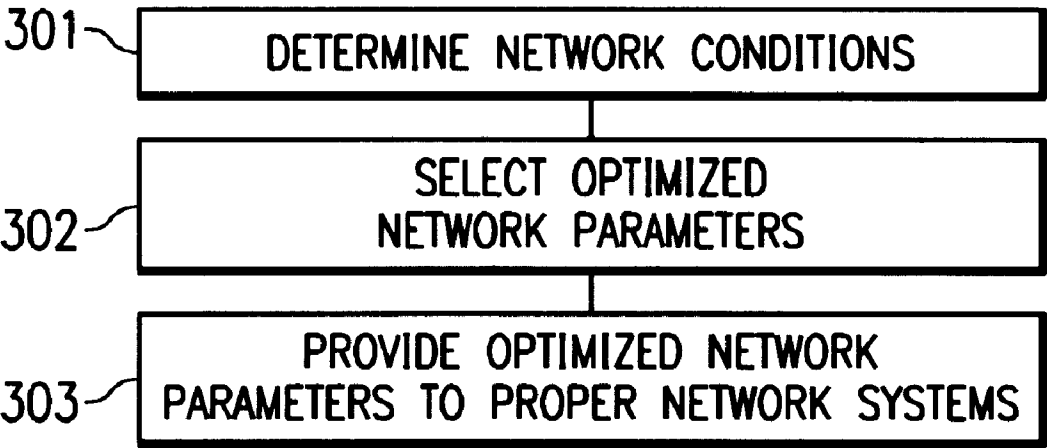 301
DETERMINE NETWORK CONDITIONS
302
SELECT OPTIMIZED
NETWORK PARAMETERS
303
PROVIDE OPTIMIZED NETWORK
PARAMETERS TO PROPER NETWORK SYSTEMS